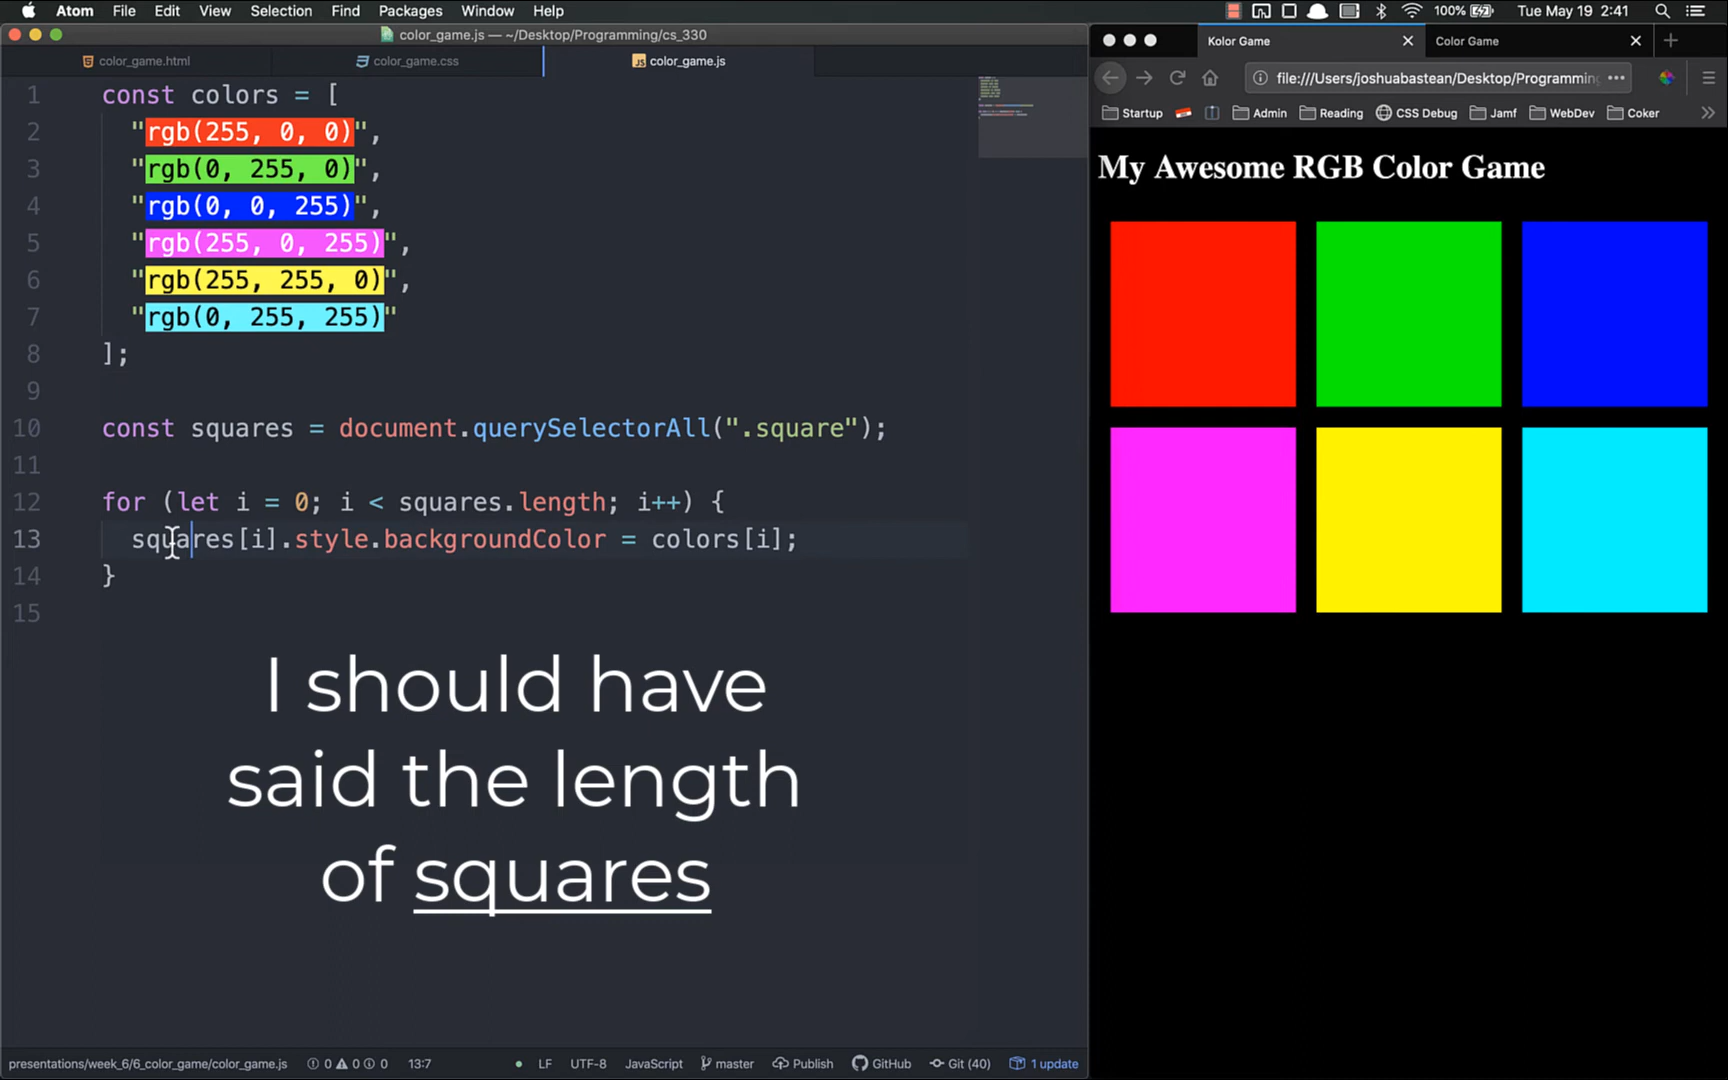 Atom File Edit View Selection Find Packages Window Help 100% Tue May 19 2:41
color_game.js — ~/Desktop/Programming/cs_330
color_game.html color_game.css color_game.js
1 const colors = [
2 "rgb(255, 0, 0)",
3 "rgb(0, 255, 0)",
4 "rgb(0, 0, 255)",
5 "rgb(255, 0, 255)",
6 "rgb(255, 255, 0)",
7 "rgb(0, 255, 255)"
8 ];
9
10 const squares = document.querySelectorAll(".square");
11
12 for (let i = 0; i < squares.length; i++) {
13 squares[i].style.backgroundColor = colors[i];
14 }
15
I should have
said the length
of squares
presentations/week_6/6_color_game/color_game.js 0 0 0 13:7 LF UTF-8 JavaScript master Publish GitHub Git (40) 1 update
Kolor Game Color Game
file:///Users/joshuabastean/Desktop/Programmin
Startup Admin Reading CSS Debug Jamf WebDev Coker
My Awesome RGB Color Game